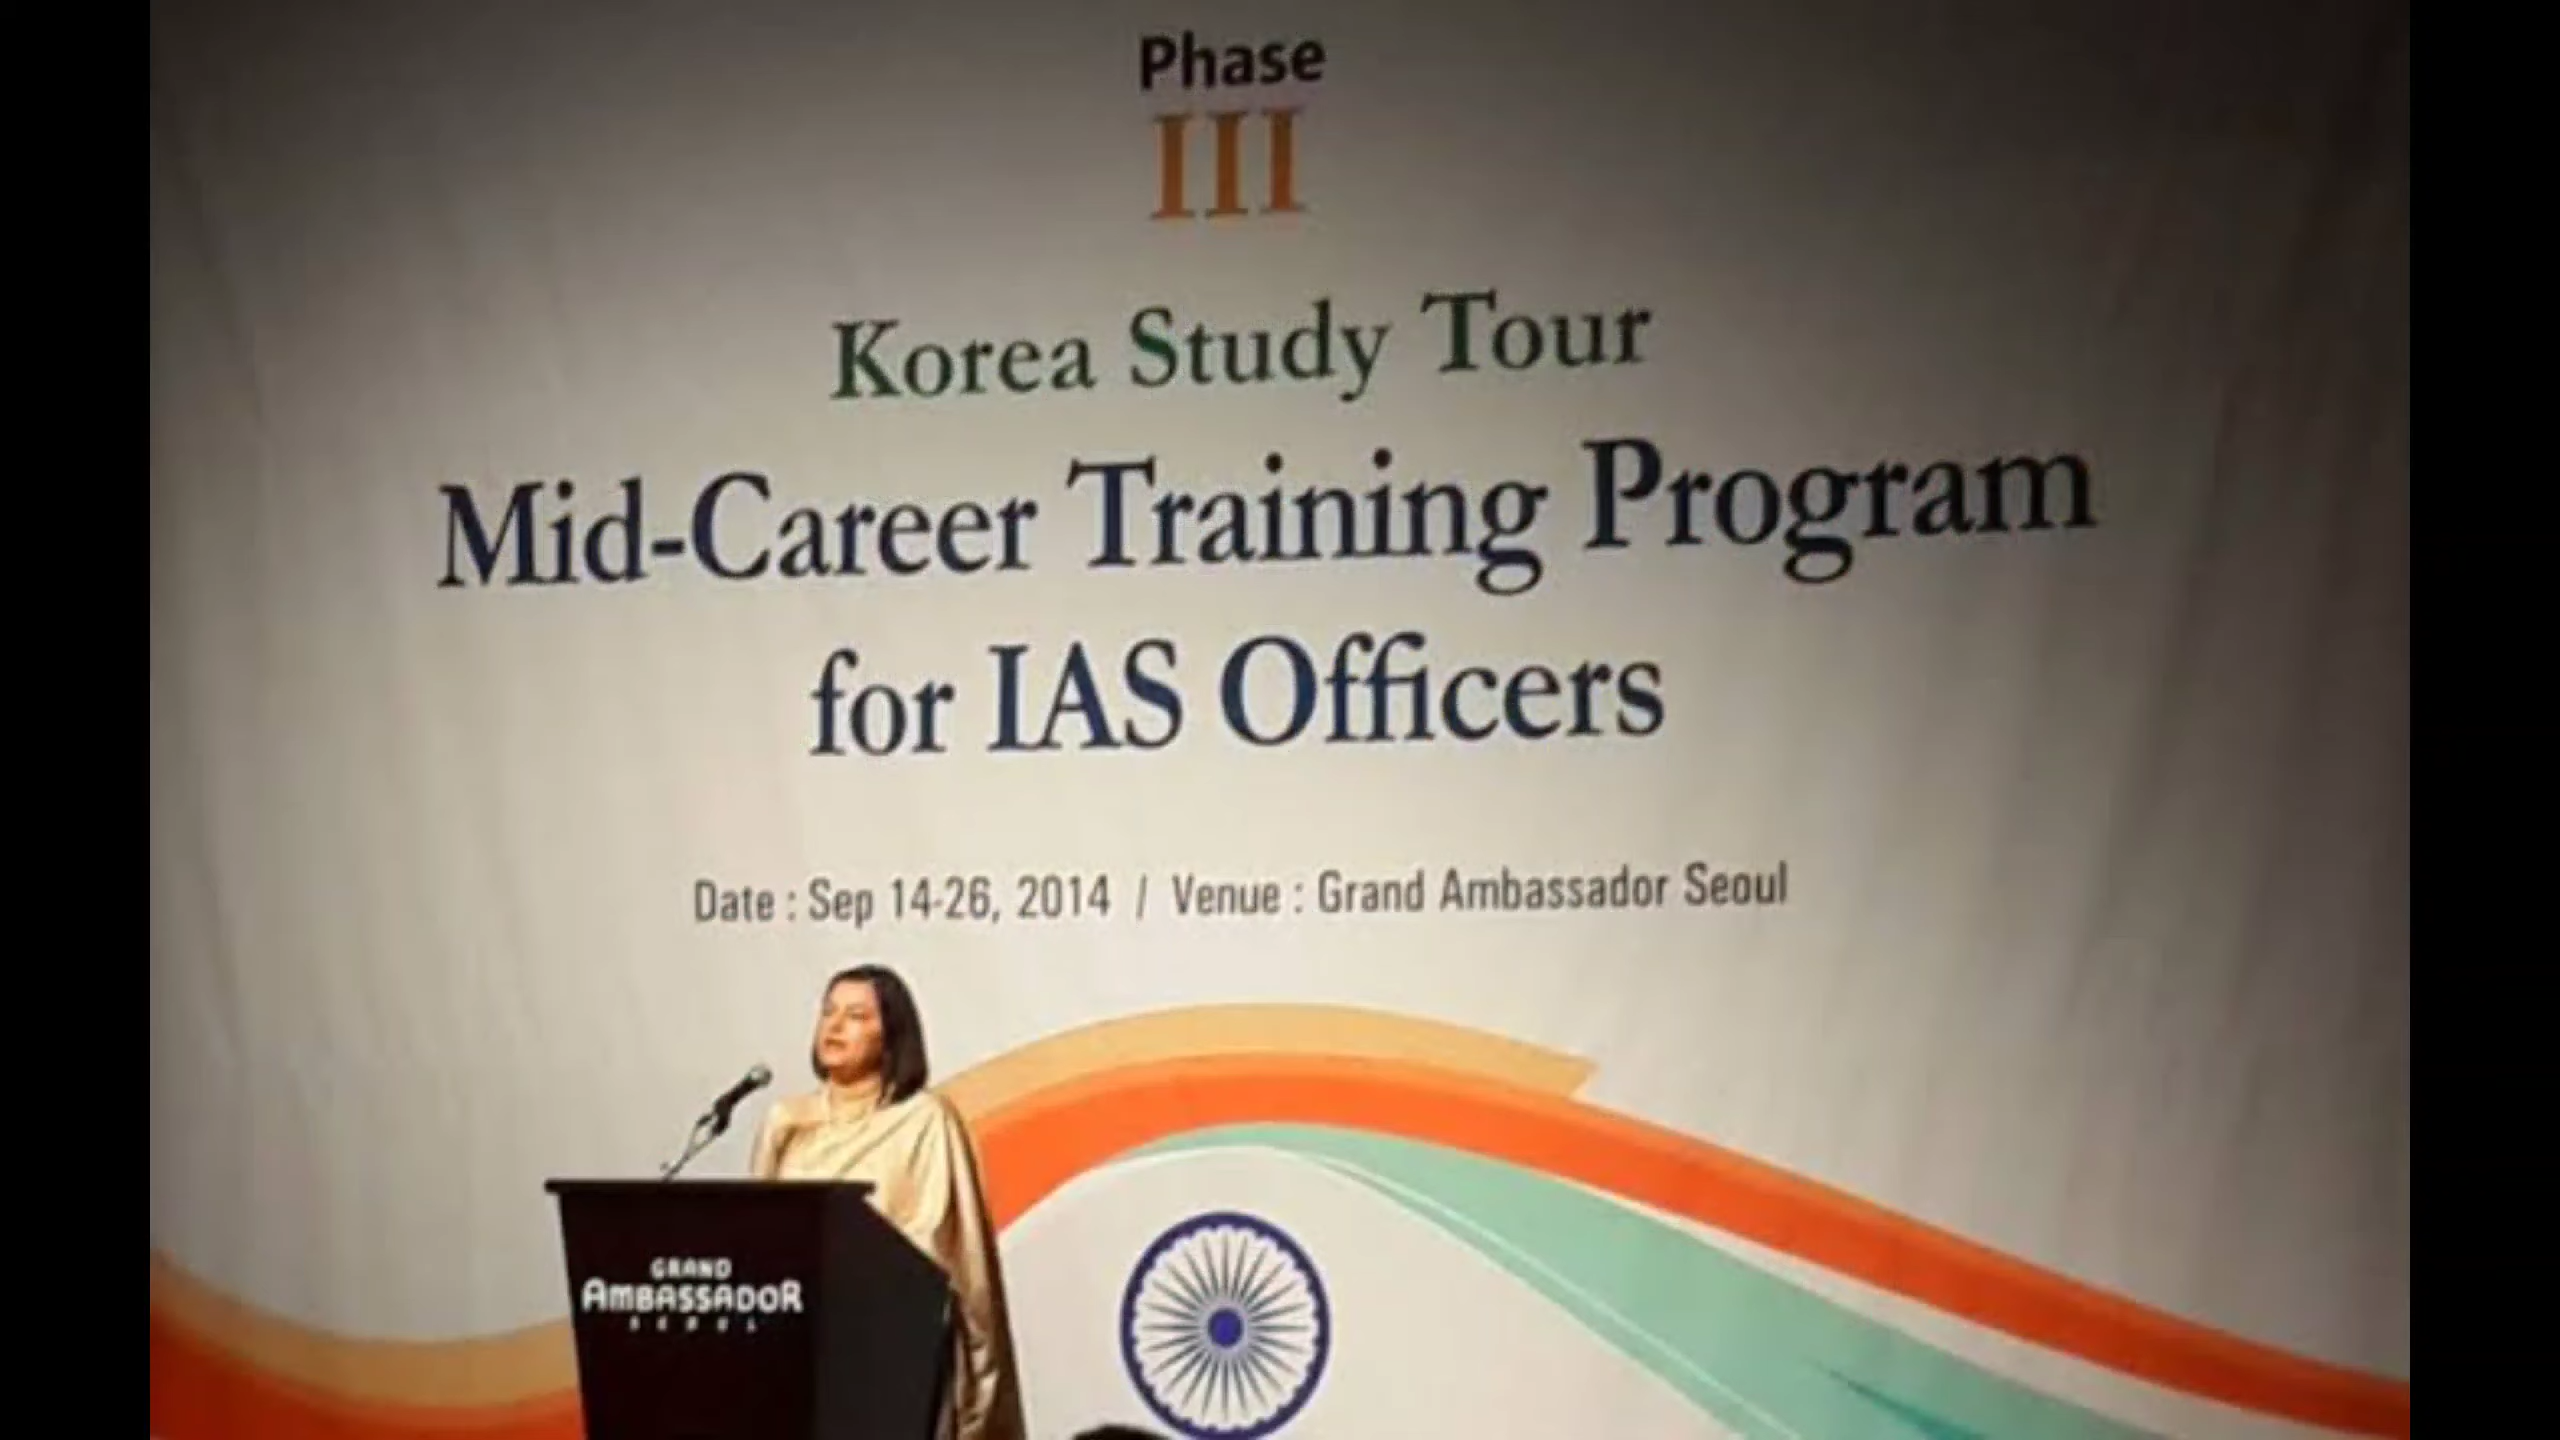 Phase
III
Korea Study Tour
Mid-Career Training Program
for IAS Officers
Date : Sep 14-26, 2014 / Venue : Grand Ambassador Seoul
GRAND
AMBASSADOR
SEOUL